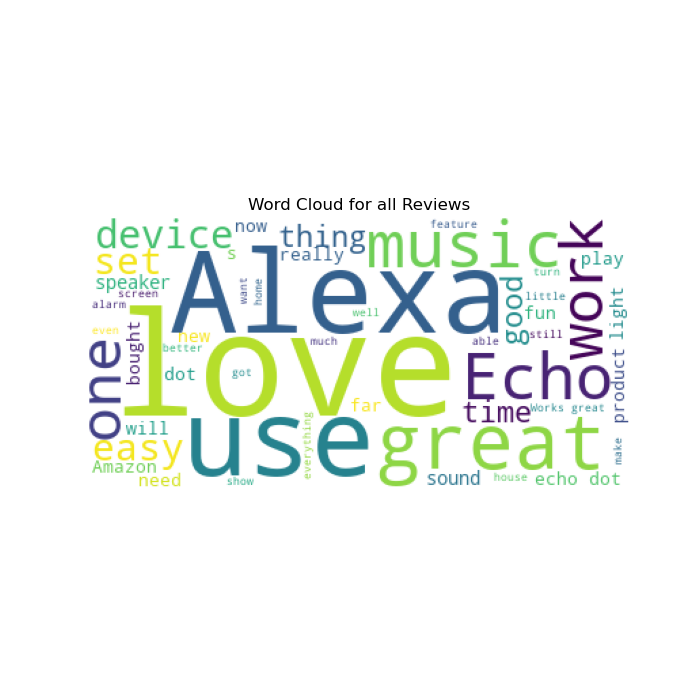 Word Cloud for all Reviews
device
now
thing
music
feature
work
set
s
really
Alexa
turn
play
speaker
screen
want
home
good
little
light
alarm
fun
even
bought
new
love
well
much
able
still
better
one
dot
got
Echo
product
far
time
Works great
will
use
great
easy
everything
make
Amazon
need
show
sound
house
echo dot